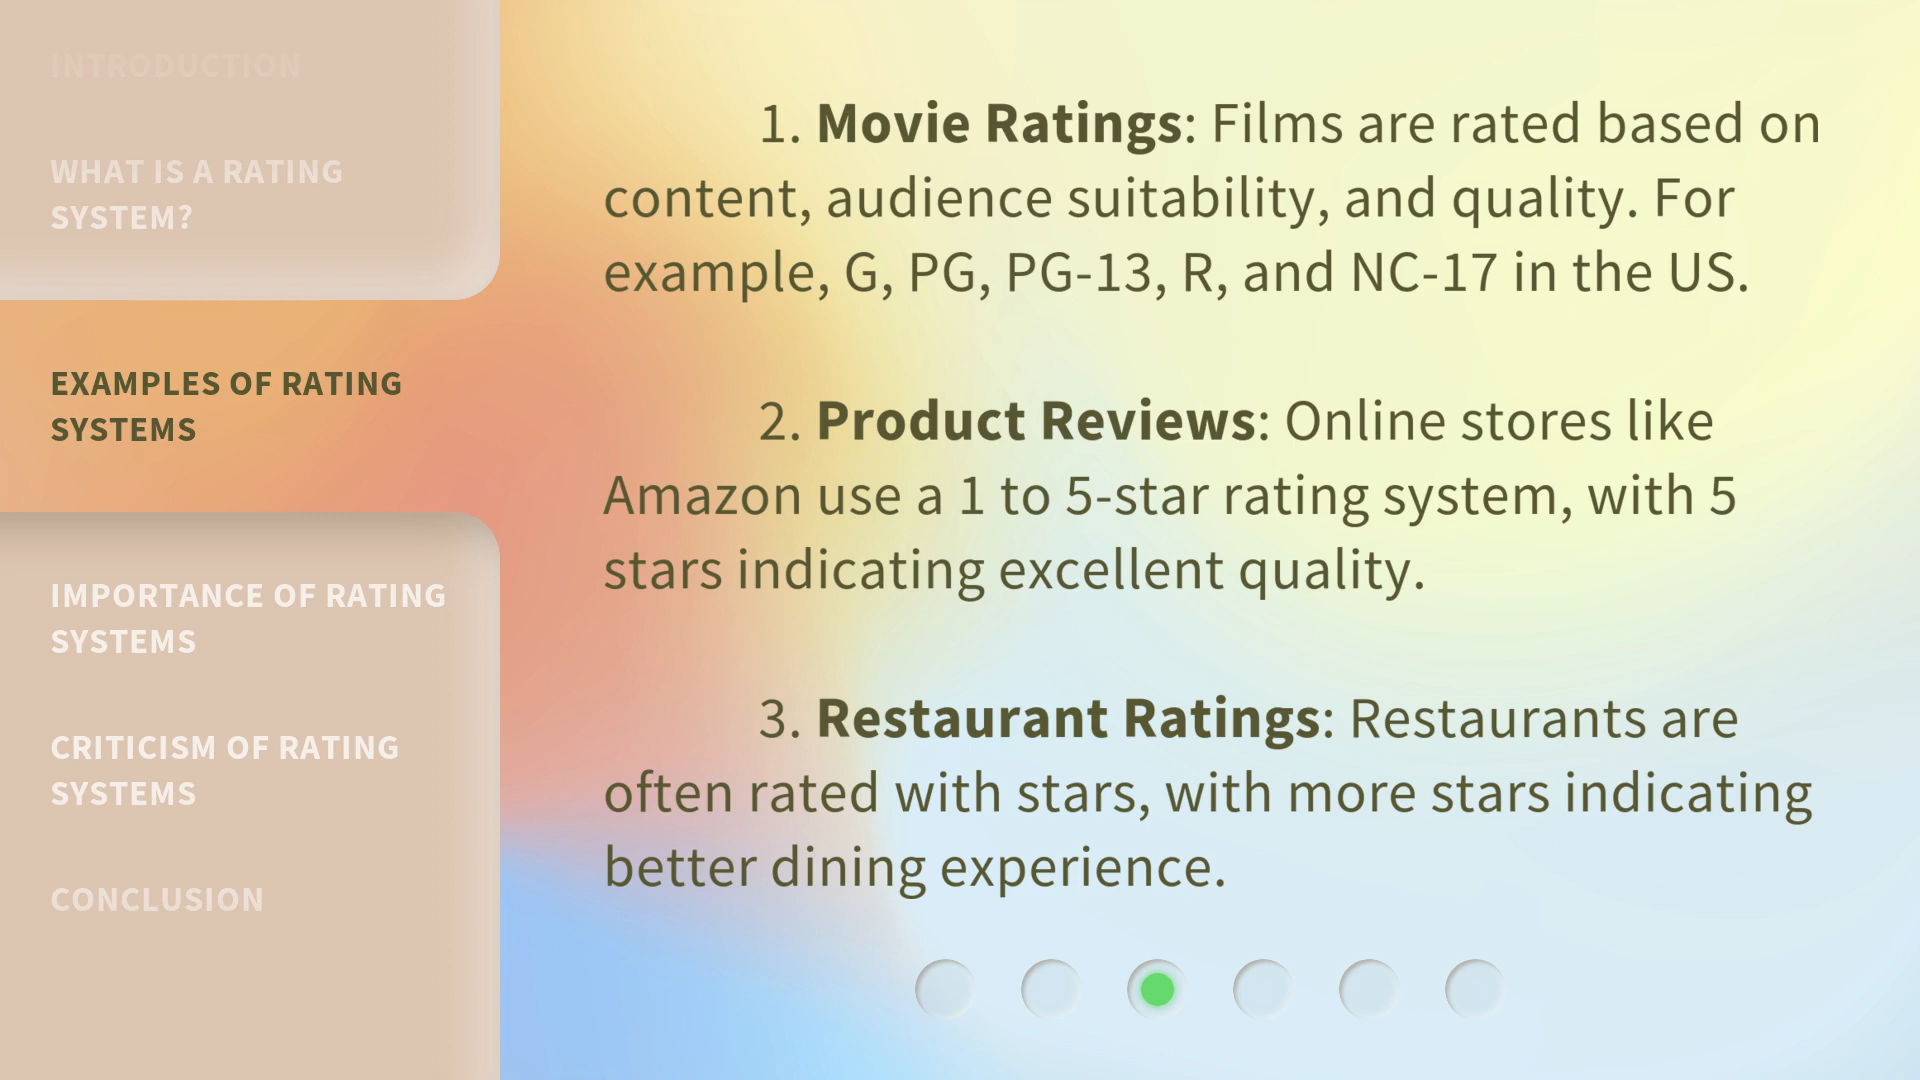 INTRODUCTION
WHAT IS A RATING
SYSTEM?
EXAMPLES OF RATING
SYSTEMS
IMPORTANCE OF RATING
SYSTEMS
CRITICISM OF RATING
SYSTEMS
CONCLUSION
1. Movie Ratings: Films are rated based on
content, audience suitability, and quality. For
example, G, PG, PG-13, R, and NC-17 in the US.
2. Product Reviews: Online stores like
Amazon use a 1 to 5-star rating system, with 5
stars indicating excellent quality.
3. Restaurant Ratings: Restaurants are
often rated with stars, with more stars indicating
better dining experience.